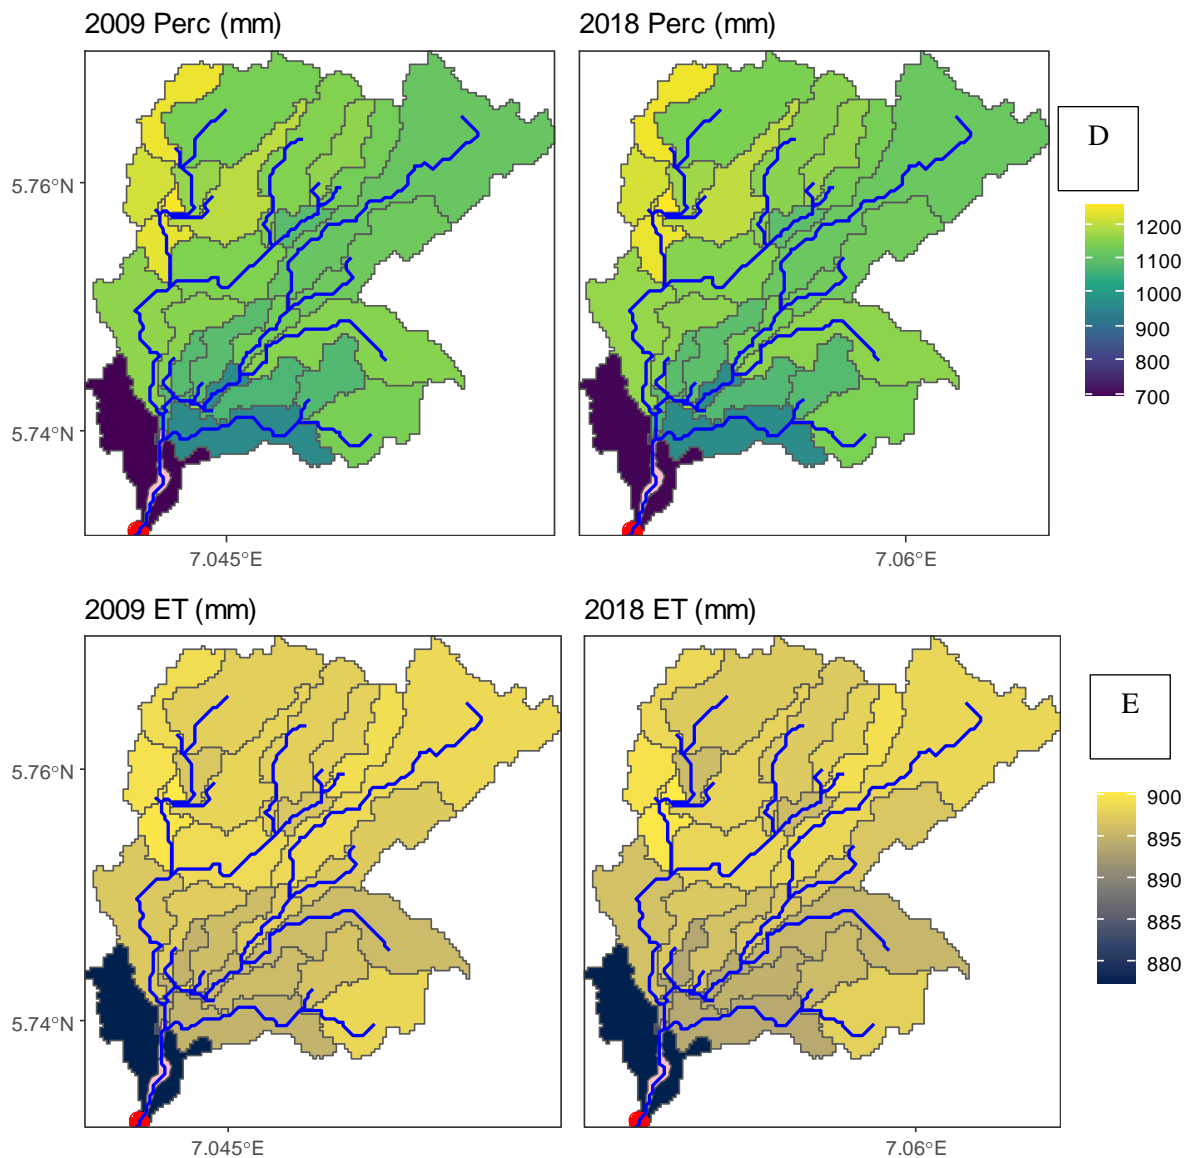 2009 Perc (mm)
2018 Perc (mm)
D
5.76°N
5.74°N
1200
1100
1000
900
800
700
7.045°E
7.06°E
2009 ET (mm)
2018 ET (mm)
E
5.76°N
5.74°N
900
895
890
885
880
7.045°E
7.06°E